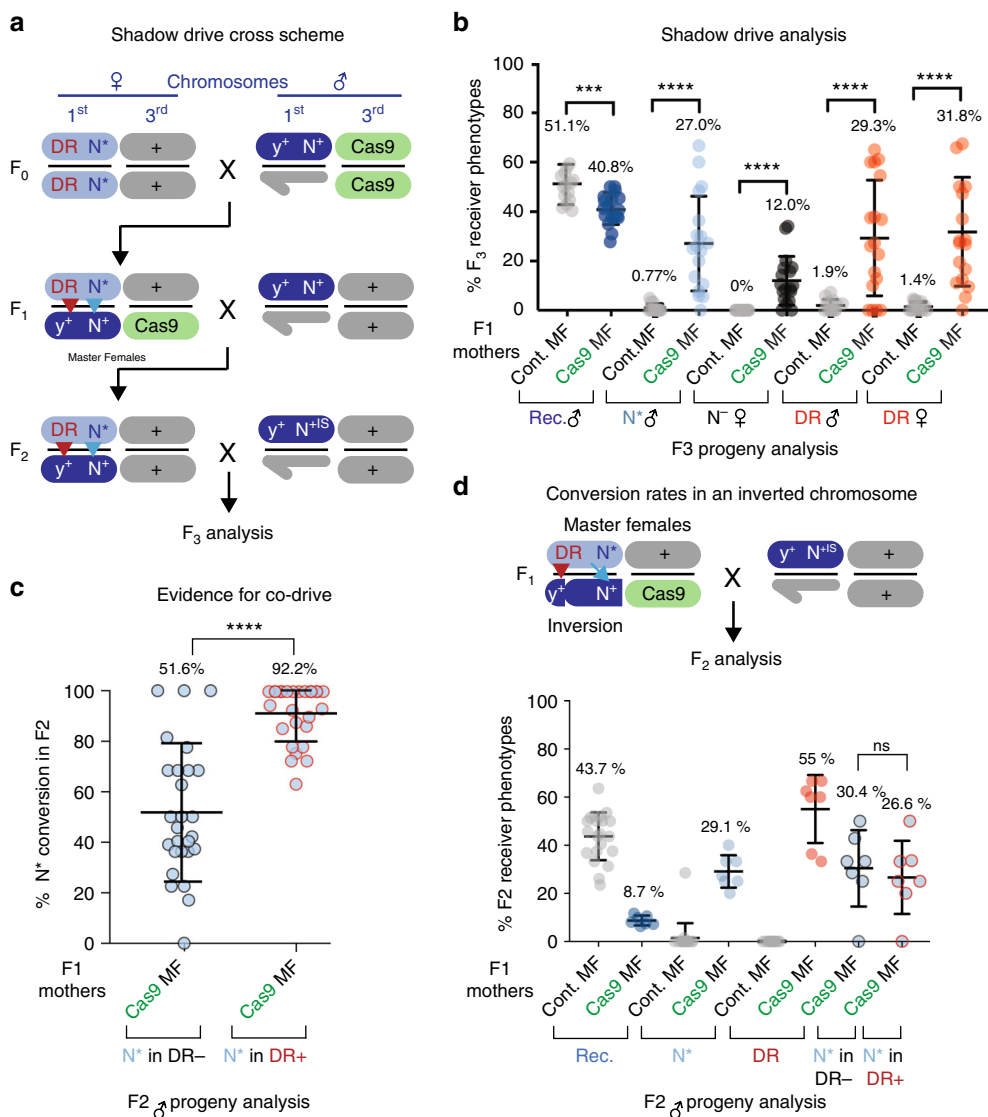 a
Shadow drive cross scheme
♀ Chromosomes ♂
1st 3rd 1st 3rd
F0
DR N* + y+ N+ Cas9
X
DR N* + Cas9
F1
DR N* + y+ N+ +
X
y+ N+ Cas9 +
Master Females
F2
DR N* + y+ N+IS +
X
y+ N+ + +
F3 analysis
b
Shadow drive analysis
% F3 receiver phenotypes
100
80
60
40
20
0
*** **** **** **** ****
51.1% 40.8% 0.77% 27.0% 0% 12.0% 1.9% 29.3% 1.4% 31.8%
F1 mothers
Cont. MF Cas9 MF Cont. MF Cas9 MF Cont. MF Cas9 MF Cont. MF Cas9 MF Cont. MF Cas9 MF
Rec.♂ N*♂ N− ♀ DR ♂ DR ♀
F3 progeny analysis
c
Evidence for co-drive
****
51.6% 92.2%
% N* conversion in F2
100
80
60
40
20
0
F1 mothers
Cas9 MF Cas9 MF
N* in DR− N* in DR+
F2 ♂ progeny analysis
d
Conversion rates in an inverted chromosome
Master females
F1
DR N* + y+ N+IS +
X
y+ N+ Cas9 +
Inversion
F2 analysis
% F2 receiver phenotypes
100
80
60
40
20
0
43.7 % 8.7 % 29.1 % 55 % 30.4 % 26.6 %
ns
F1 mothers
Cont. MF Cas9 MF Cont. MF Cas9 MF Cont. MF Cas9 MF Cas9 MF Cas9 MF
Rec. N* DR N* in DR− N* in DR+
F2 ♂ progeny analysis